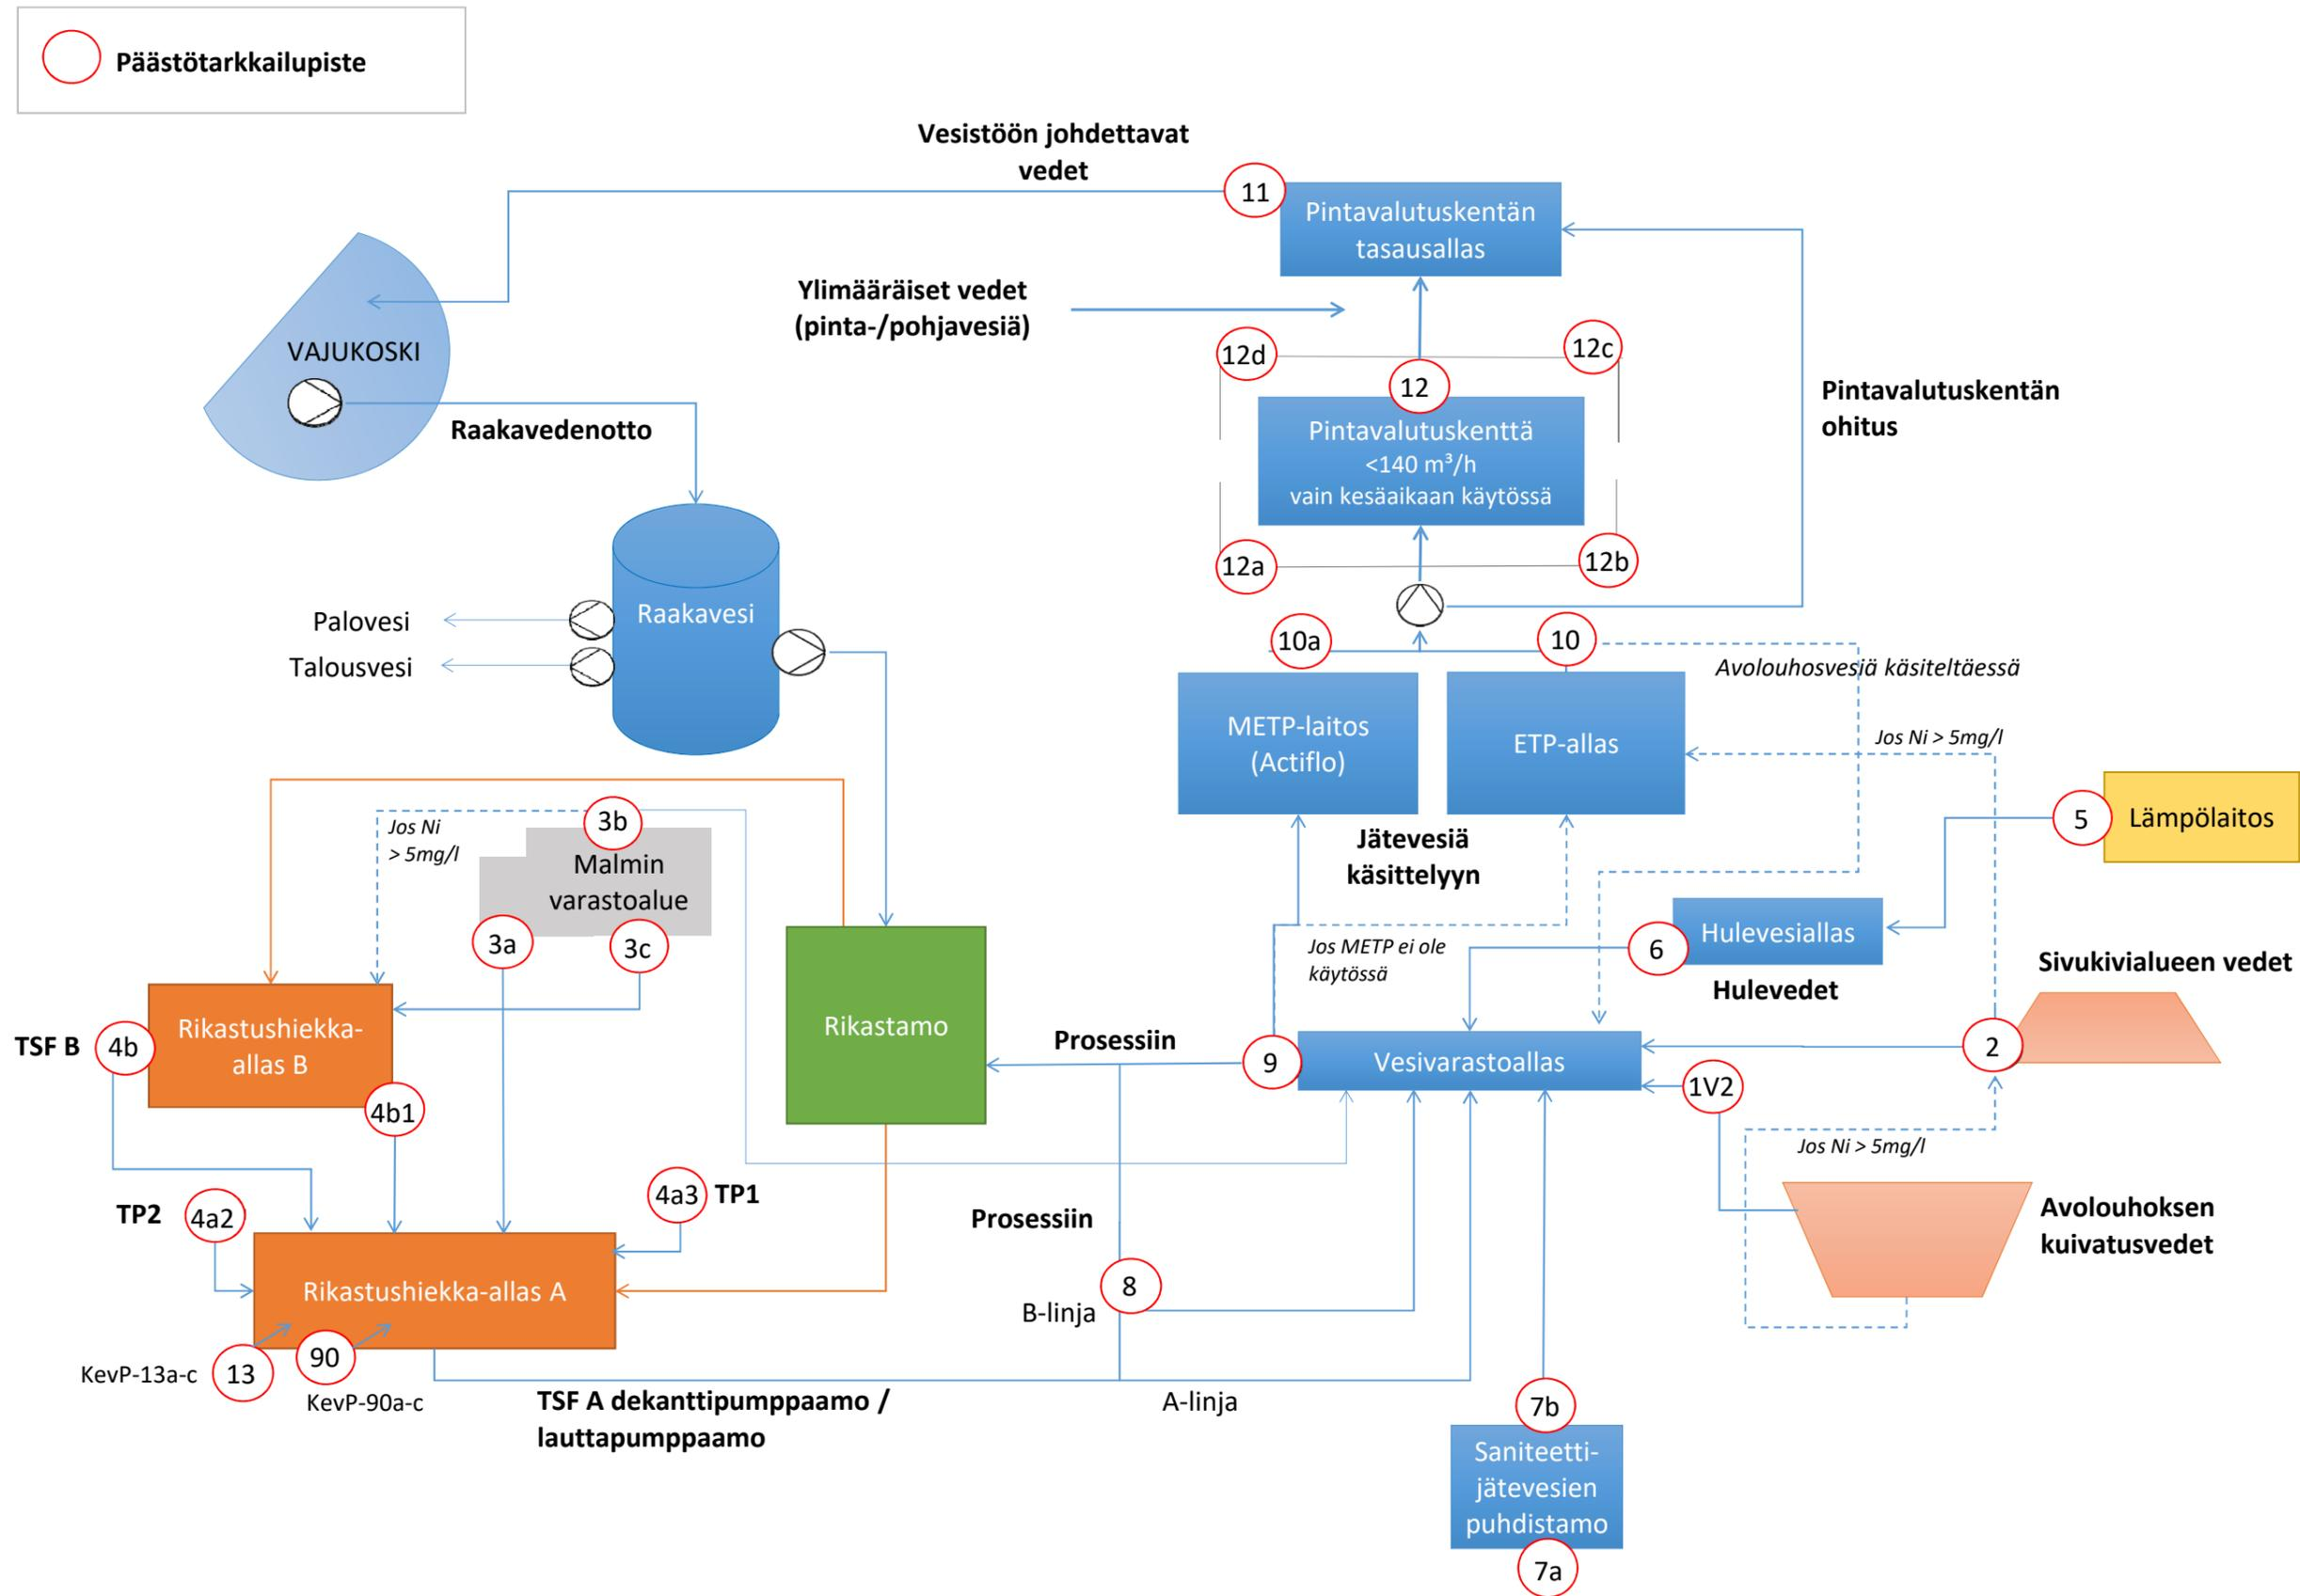 Päästötarkkailupiste
Vesistöön johdettavat
vedet
11
Pintavalutuskentän
tasausallas
Ylimääräiset vedet
(pinta-/pohjavesiä)
12d
12c
12
VAJUKOSKI
Raakavedenotto
Pintavalutuskenttä
<140 m³/h
vain kesäaikaan käytössä
Pintavalutuskentän
ohitus
12a
12b
Palovesi
Talousvesi
Raakavesi
10a
10
Avolouhosvesiä käsiteltäessä
METP-laitos
(Actiflo)
ETP-allas
Jos Ni > 5mg/l
5
Lämpölaitos
Jos Ni
> 5mg/l
3b
Malmin
varastoalue
3a
3c
Jätevesiä
käsittelyyn
Jos METP ei ole
käytössä
6
Hulevesiallas
Hulevedet
Sivukivialueen vedet
TSF B
4b
Rikastushiekka-
allas B
4b1
Rikastamo
Prosessiin
9
Vesivarastoallas
2
1V2
Jos Ni > 5mg/l
TP2
4a2
4a3
TP1
Prosessiin
Avolouhoksen
kuivatusvedet
Rikastushiekka-allas A
8
B-linja
KevP-13a-c
13
90
KevP-90a-c
TSF A dekanttipumppaamo /
lauttapumppaamo
A-linja
7b
Saniteetti-
jätevesien
puhdistamo
7a